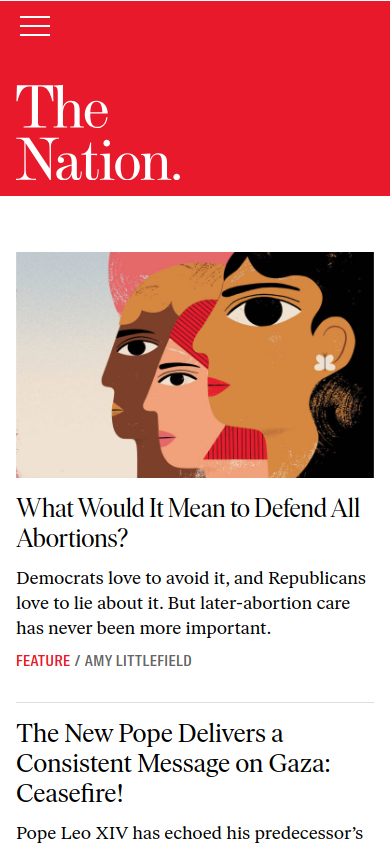 The
Nation.
What Would It Mean to Defend All
Abortions?
Democrats love to avoid it, and Republicans
love to lie about it. But later-abortion care
has never been more important.
FEATURE / AMY LITTLEFIELD
The New Pope Delivers a
Consistent Message on Gaza:
Ceasefire!
Pope Leo XIV has echoed his predecessor’s